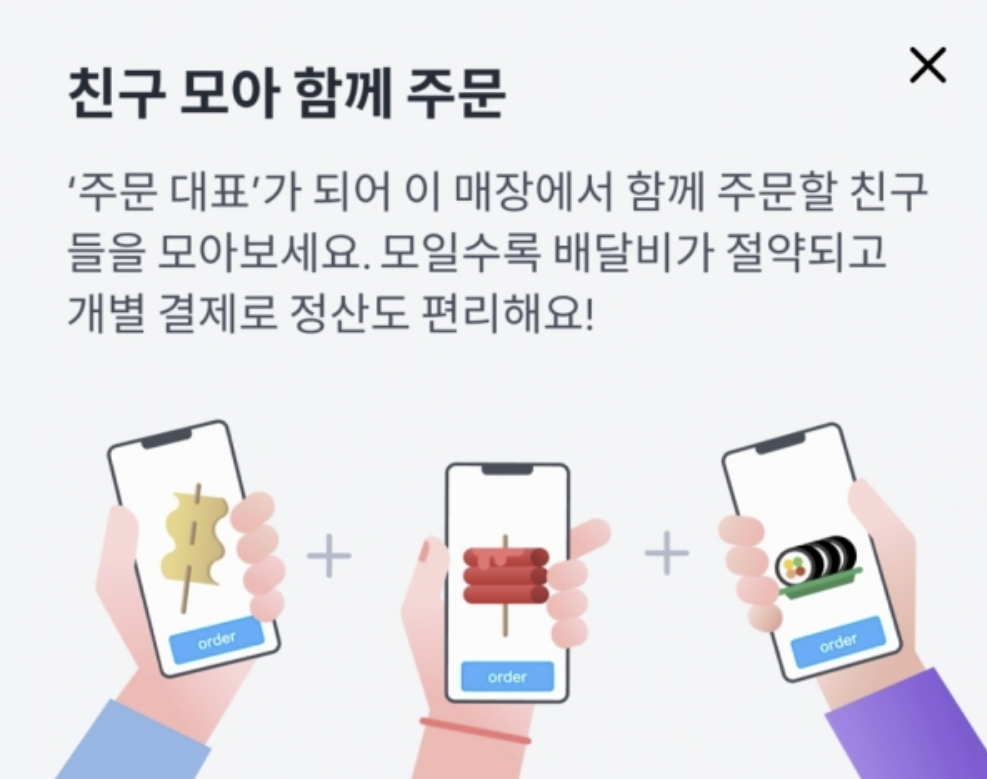 친구 모아 함께 주문
‘주문 대표’가 되어 이 매장에서 함께 주문할 친구
들을 모아보세요. 모일수록 배달비가 절약되고
개별 결제로 정산도 편리해요!
order
order
order